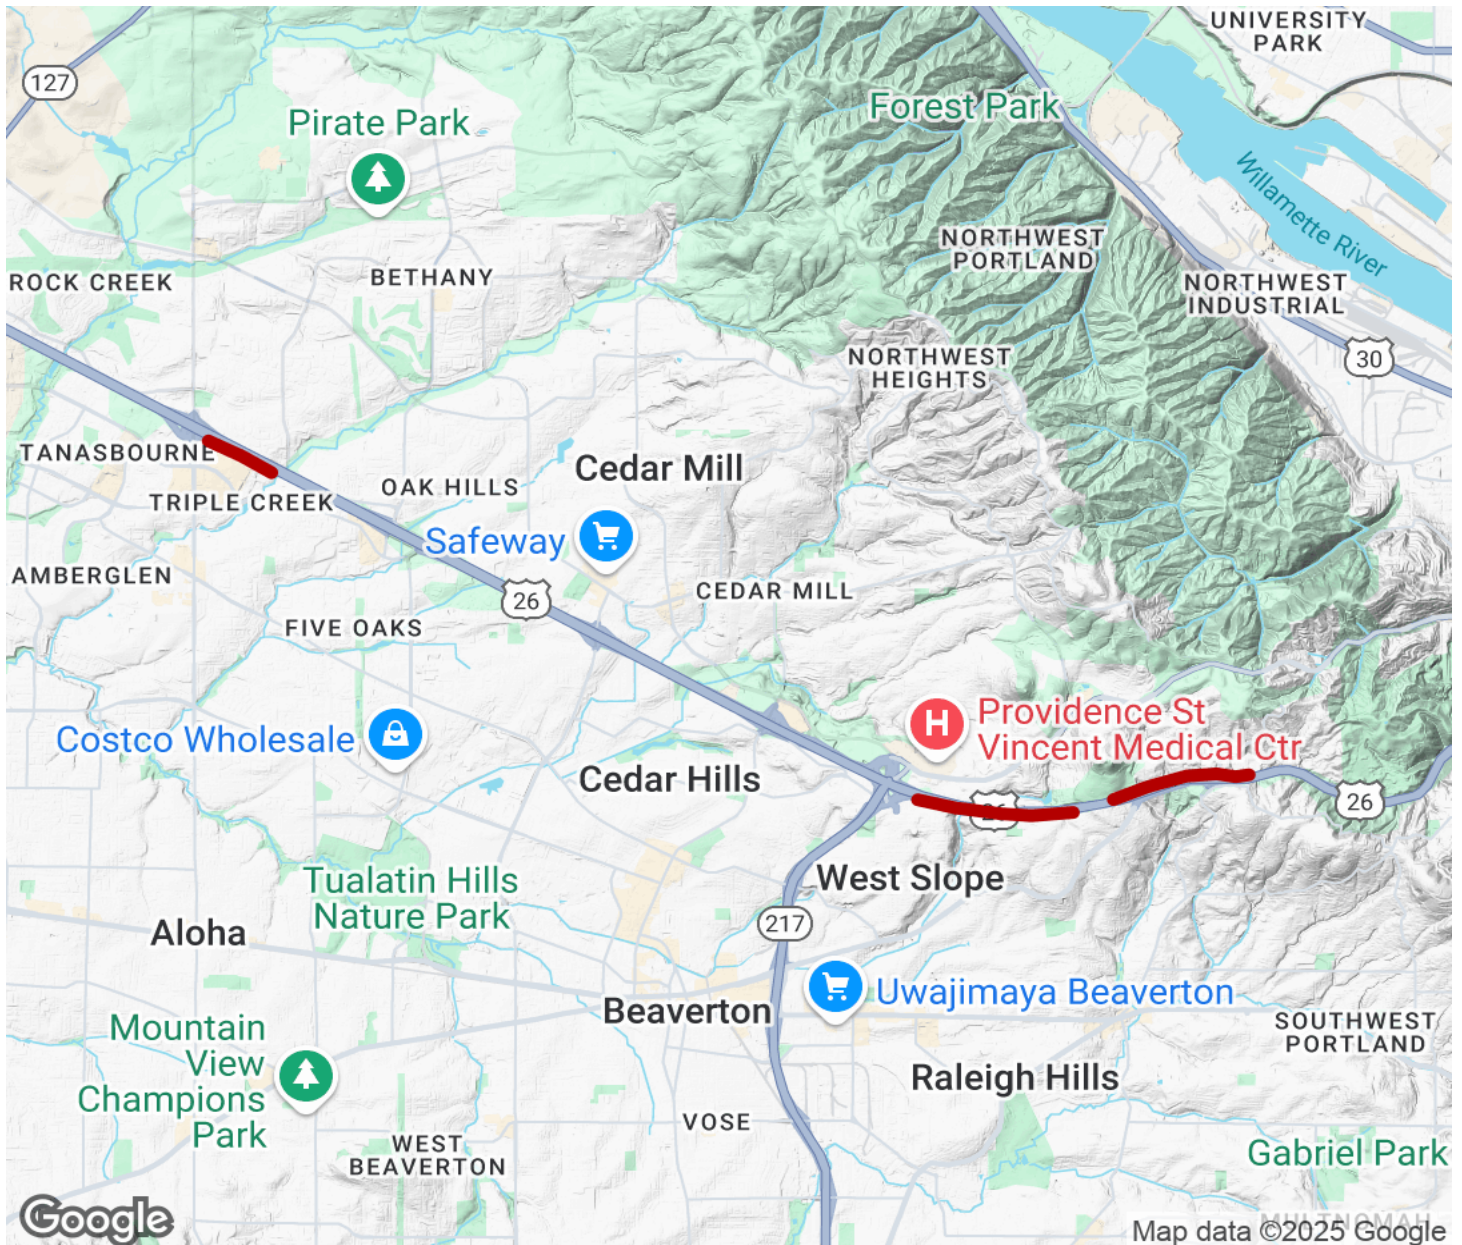 UNIVERSITY
PARK
127
Forest Park
Pirate Park
Willamette River
NORTHWEST
PORTLAND
ROCK CREEK
BETHANY
NORTHWEST
INDUSTRIAL
30
NORTHWEST
HEIGHTS
TANASBOURNE
Cedar Mill
OAK HILLS
TRIPLE CREEK
Safeway
AMBERGLEN
CEDAR MILL
26
FIVE OAKS
H
Providence St
Vincent Medical Ctr
Costco Wholesale
Cedar Hills
26
26
West Slope
Tualatin Hills
Nature Park
217
Aloha
Uwajimaya Beaverton
Beaverton
Mountain
View
Champions
Park
SOUTHWEST
PORTLAND
Raleigh Hills
VOSE
WEST
BEAVERTON
Gabriel Park
Google
MULTNOMAH
Map data ©2025 Google